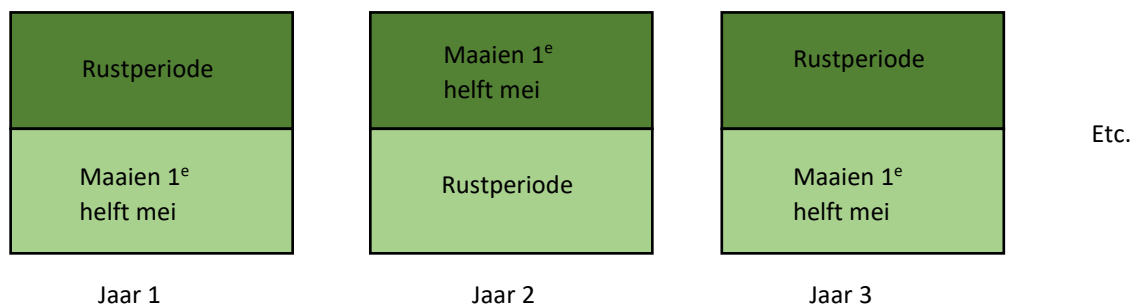 Rustperiode
Maaien 1e
helft mei
Rustperiode
Etc.
Maaien 1e
helft mei
Rustperiode
Maaien 1e
helft mei
Jaar 1
Jaar 2
Jaar 3